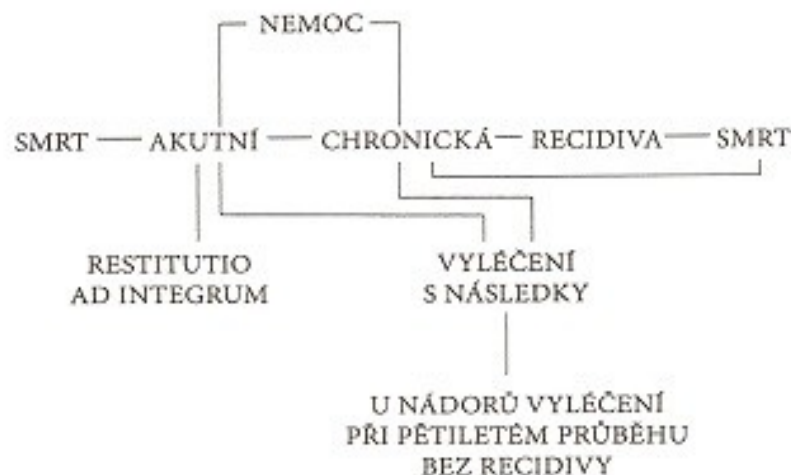 NEMOC
SMRT AKUTNÍ CHRONICKÁ RECIDIVA SMRT
RESTITUTIO
AD INTEGRUM
VYLÉČENÍ
S NÁSLEDKY
U NÁDORŮ VYLÉČENÍ
PŘI PĚTILETÉM PRŮBĚHU
BEZ RECIDIVY